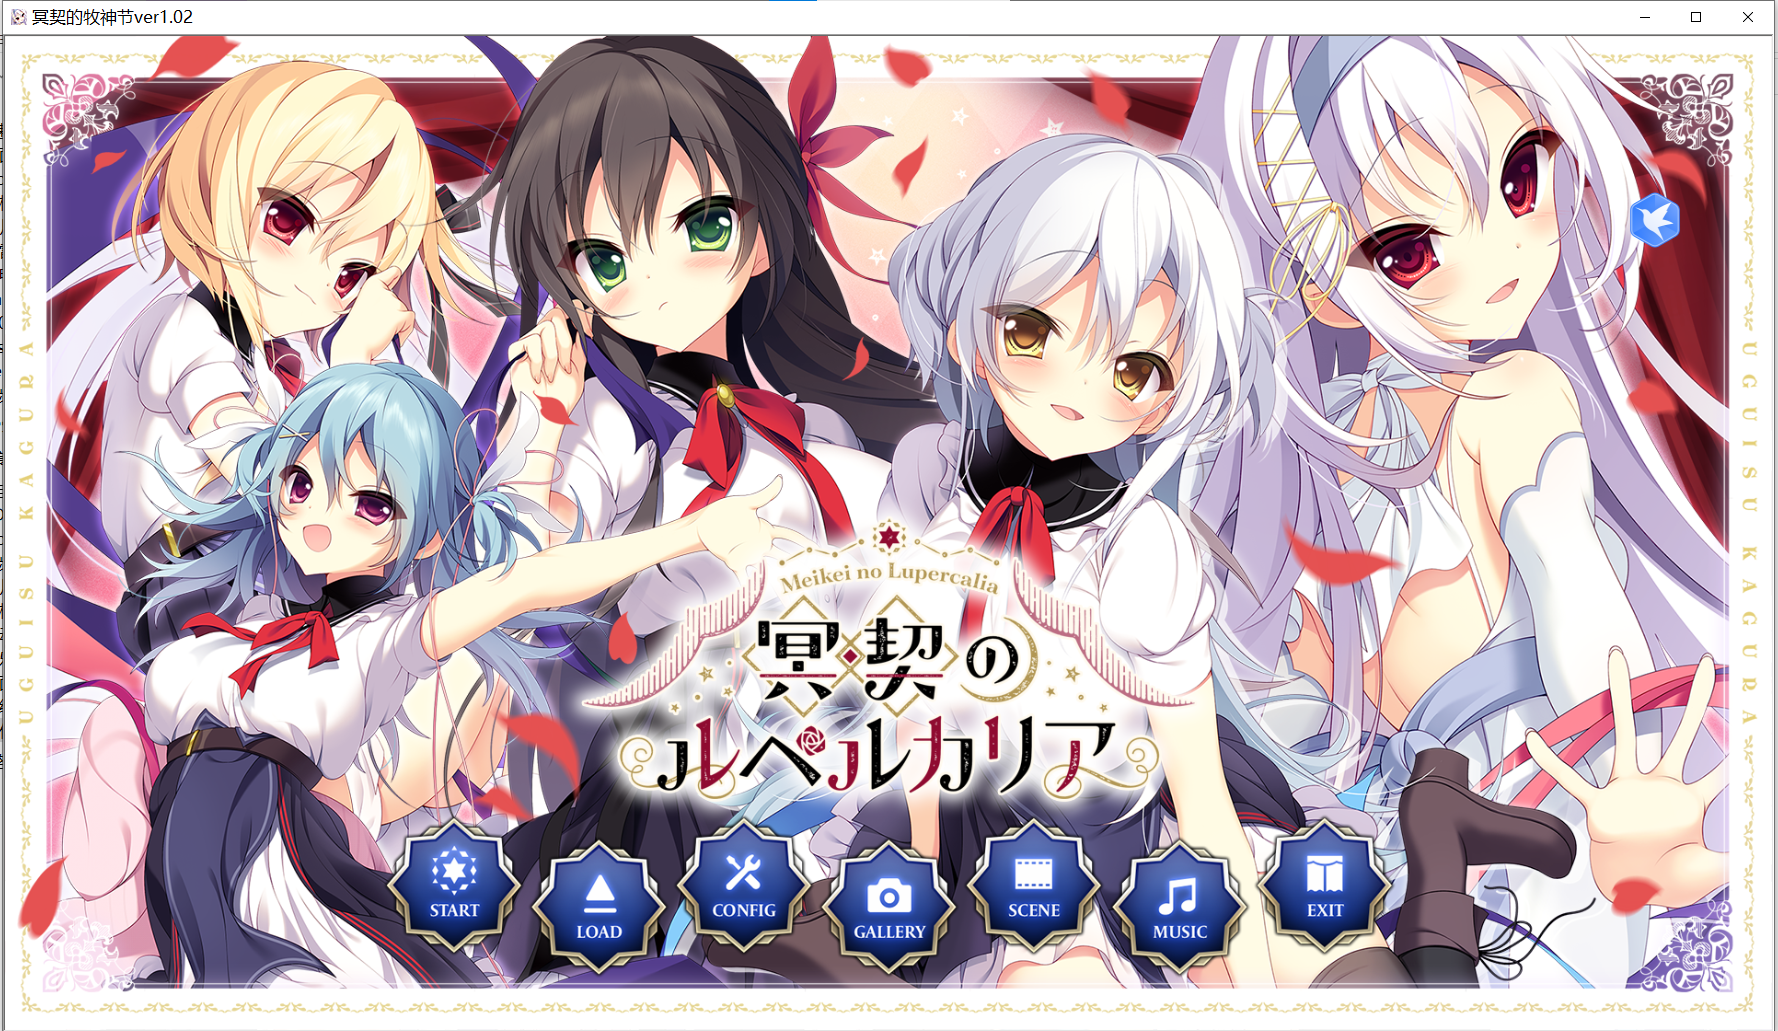 冥契的牧神节ver1.02
UGUISU KAGURA
UGUISU KAGURA
Meikei no Lupercalia
冥契の
ルペルカリア
START
LOAD
CONFIG
GALLERY
SCENE
MUSIC
EXIT